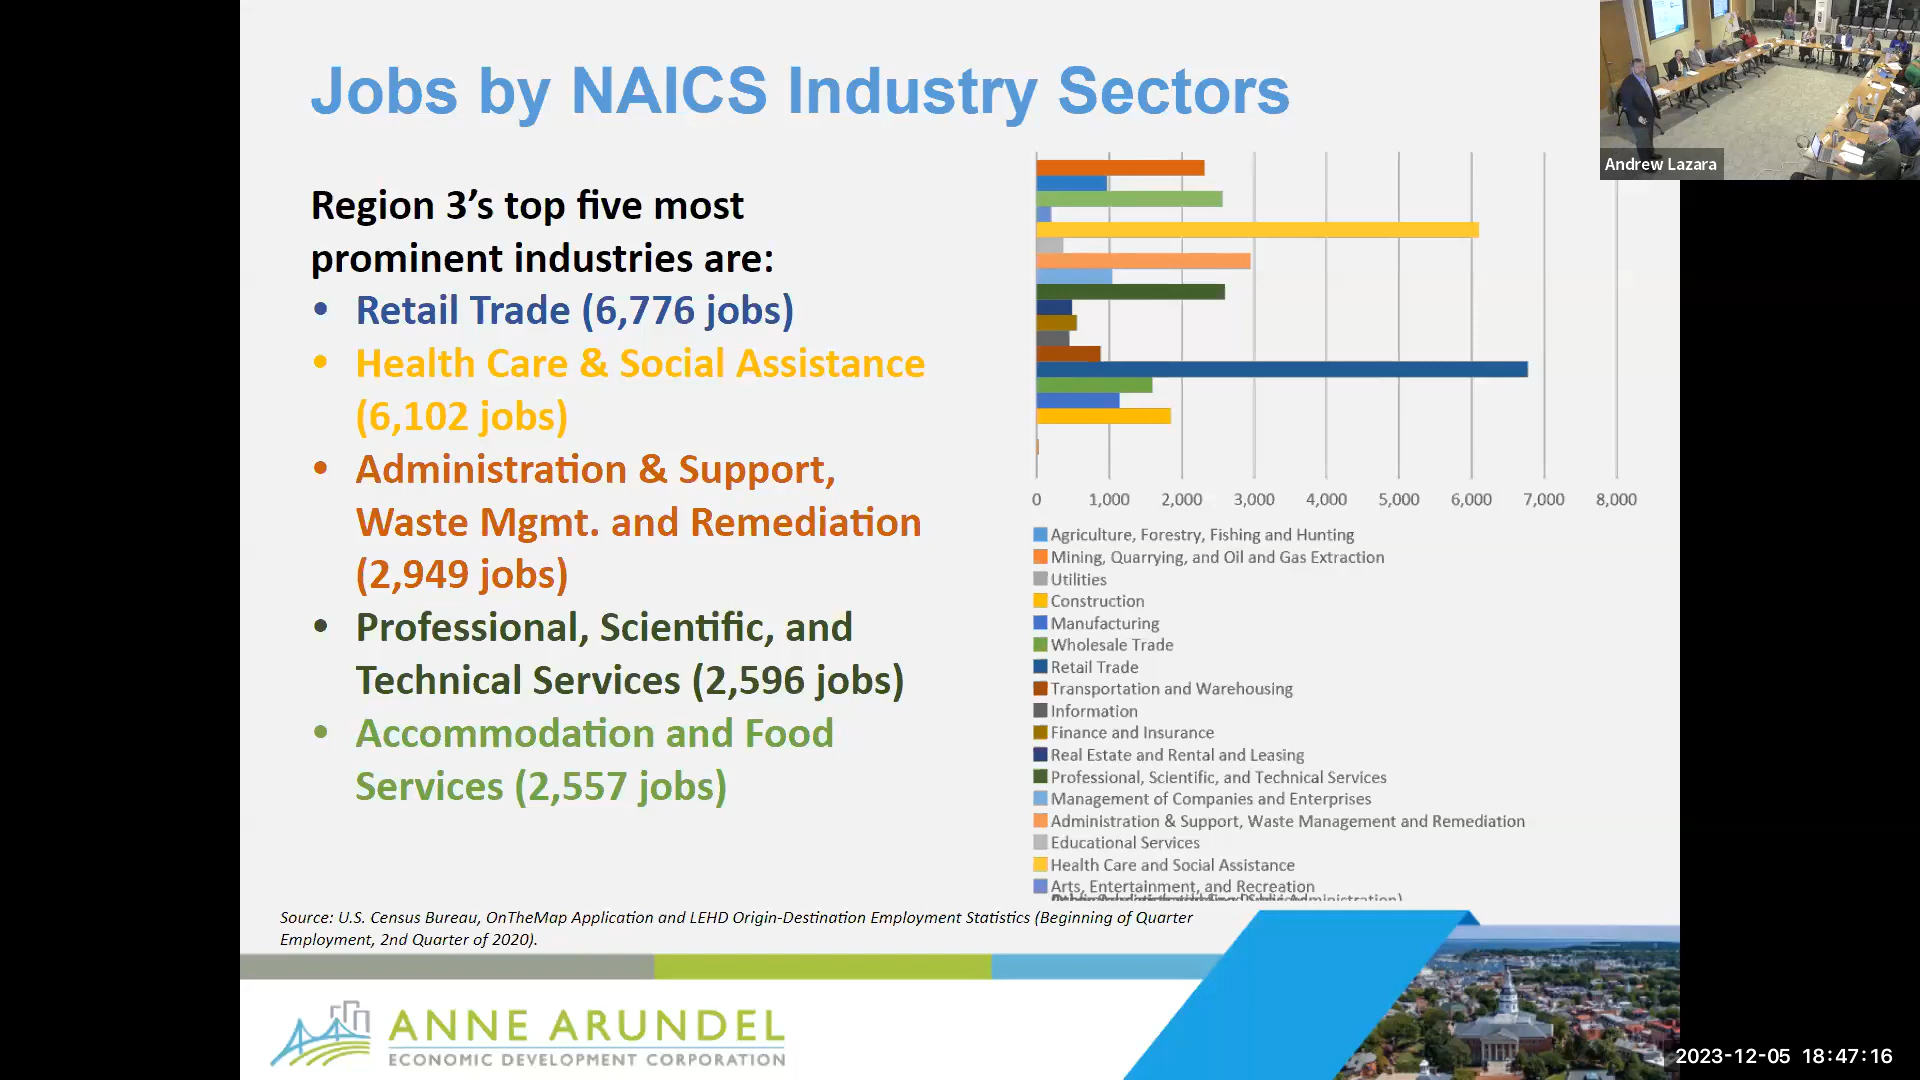 Jobs by NAICS Industry Sectors
Andrew Lazara
Region 3's top five most
prominent industries are:
• Retail Trade (6,776 jobs)
• Health Care & Social Assistance
(6,102 jobs)
• Administration & Support,
Waste Mgmt. and Remediation
(2,949 jobs)
• Professional, Scientific, and
Technical Services (2,596 jobs)
• Accommodation and Food
Services (2,557 jobs)
0 1,000 2,000 3,000 4,000 5,000 6,000 7,000 8,000
Agriculture, Forestry, Fishing and Hunting
Mining, Quarrying, and Oil and Gas Extraction
Utilities
Construction
Manufacturing
Wholesale Trade
Retail Trade
Transportation and Warehousing
Information
Finance and Insurance
Real Estate and Rental and Leasing
Professional, Scientific, and Technical Services
Management of Companies and Enterprises
Administration & Support, Waste Management and Remediation
Educational Services
Health Care and Social Assistance
Arts, Entertainment, and Recreation
Source: U.S. Census Bureau, OnTheMap Application and LEHD Origin-Destination Employment Statistics (Beginning of Quarter
Employment, 2nd Quarter of 2020).
ANNE ARUNDEL
ECONOMIC DEVELOPMENT CORPORATION
2023-12-05 18:47:16